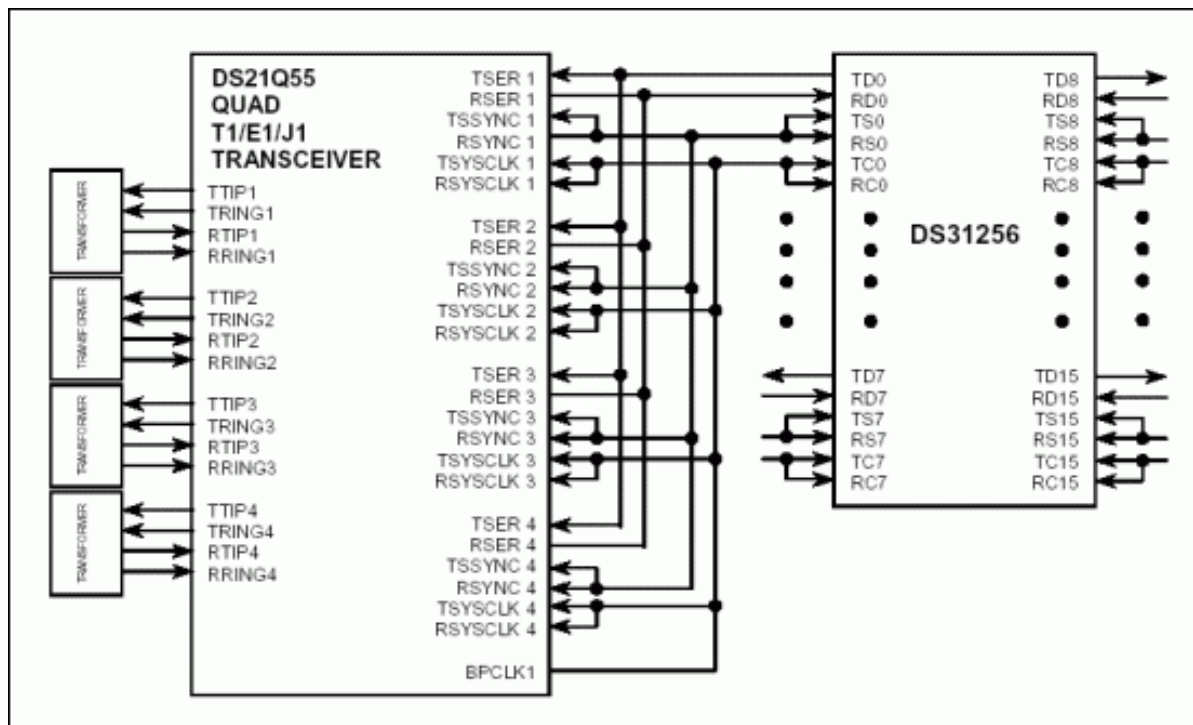 DS21Q55
QUAD
T1/E1/J1
TRANSCEIVER
TRANSFORMER
TTIP1
TRING1
RTIP1
RRING1
TRANSFORMER
TTIP2
TRING2
RTIP2
RRING2
TRANSFORMER
TTIP3
TRING3
RTIP3
RRING3
TRANSFORMER
TTIP4
TRING4
RTIP4
RRING4
TSER 1
RSER 1
TSSYNC 1
RSYNC 1
TSYSCLK 1
RSYSCLK 1
TSER 2
RSER 2
TSSYNC 2
RSYNC 2
TSYSCLK 2
RSYSCLK 2
TSER 3
RSER 3
TSSYNC 3
RSYNC 3
TSYSCLK 3
RSYSCLK 3
TSER 4
RSER 4
TSSYNC 4
RSYNC 4
TSYSCLK 4
RSYSCLK 4
BPCLK1
TD0
RD0
TS0
RS0
TC0
RC0
DS31256
TD7
RD7
TS7
RS7
TC7
RC7
TD8
RD8
TS8
RS8
TC8
RC8
TD15
RD15
TS15
RS15
TC15
RC15